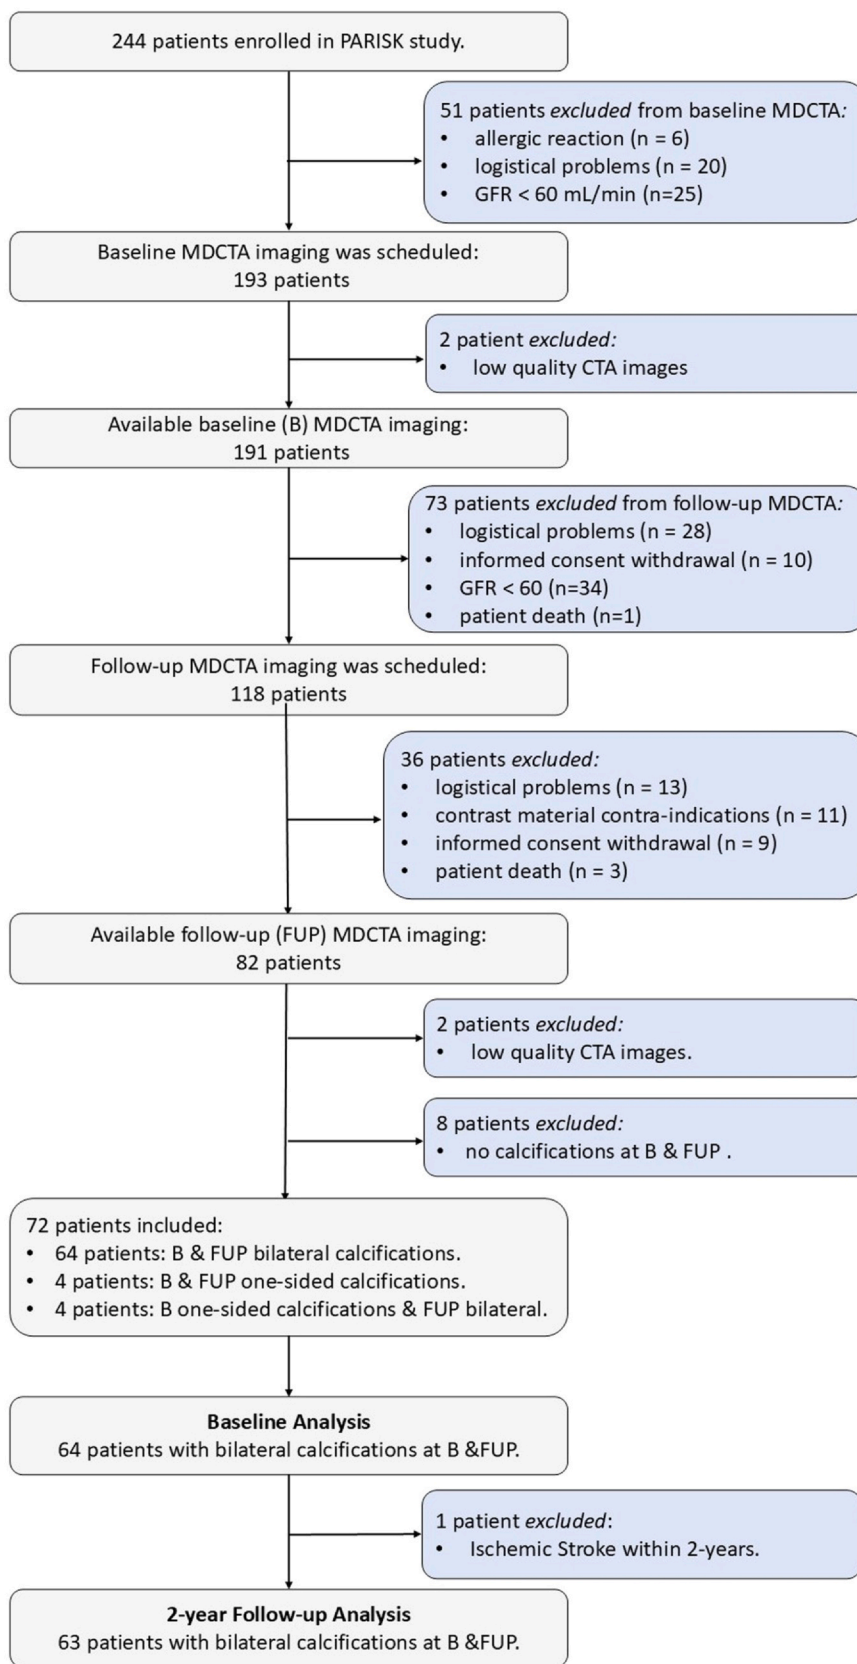 244 patients enrolled in PARISK study.
51 patients excluded from baseline MDCTA:
• allergic reaction (n = 6)
• logistical problems (n = 20)
• GFR < 60 mL/min (n=25)
Baseline MDCTA imaging was scheduled:
193 patients
2 patient excluded:
• low quality CTA images
Available baseline (B) MDCTA imaging:
191 patients
73 patients excluded from follow-up MDCTA:
• logistical problems (n = 28)
• informed consent withdrawal (n = 10)
• GFR < 60 (n=34)
• patient death (n=1)
Follow-up MDCTA imaging was scheduled:
118 patients
36 patients excluded:
• logistical problems (n = 13)
• contrast material contra-indications (n = 11)
• informed consent withdrawal (n = 9)
• patient death (n = 3)
Available follow-up (FUP) MDCTA imaging:
82 patients
2 patients excluded:
• low quality CTA images.
8 patients excluded:
• no calcifications at B & FUP .
72 patients included:
• 64 patients: B & FUP bilateral calcifications.
• 4 patients: B & FUP one-sided calcifications.
• 4 patients: B one-sided calcifications & FUP bilateral.
Baseline Analysis
64 patients with bilateral calcifications at B &FUP.
1 patient excluded:
• Ischemic Stroke within 2-years.
2-year Follow-up Analysis
63 patients with bilateral calcifications at B &FUP.